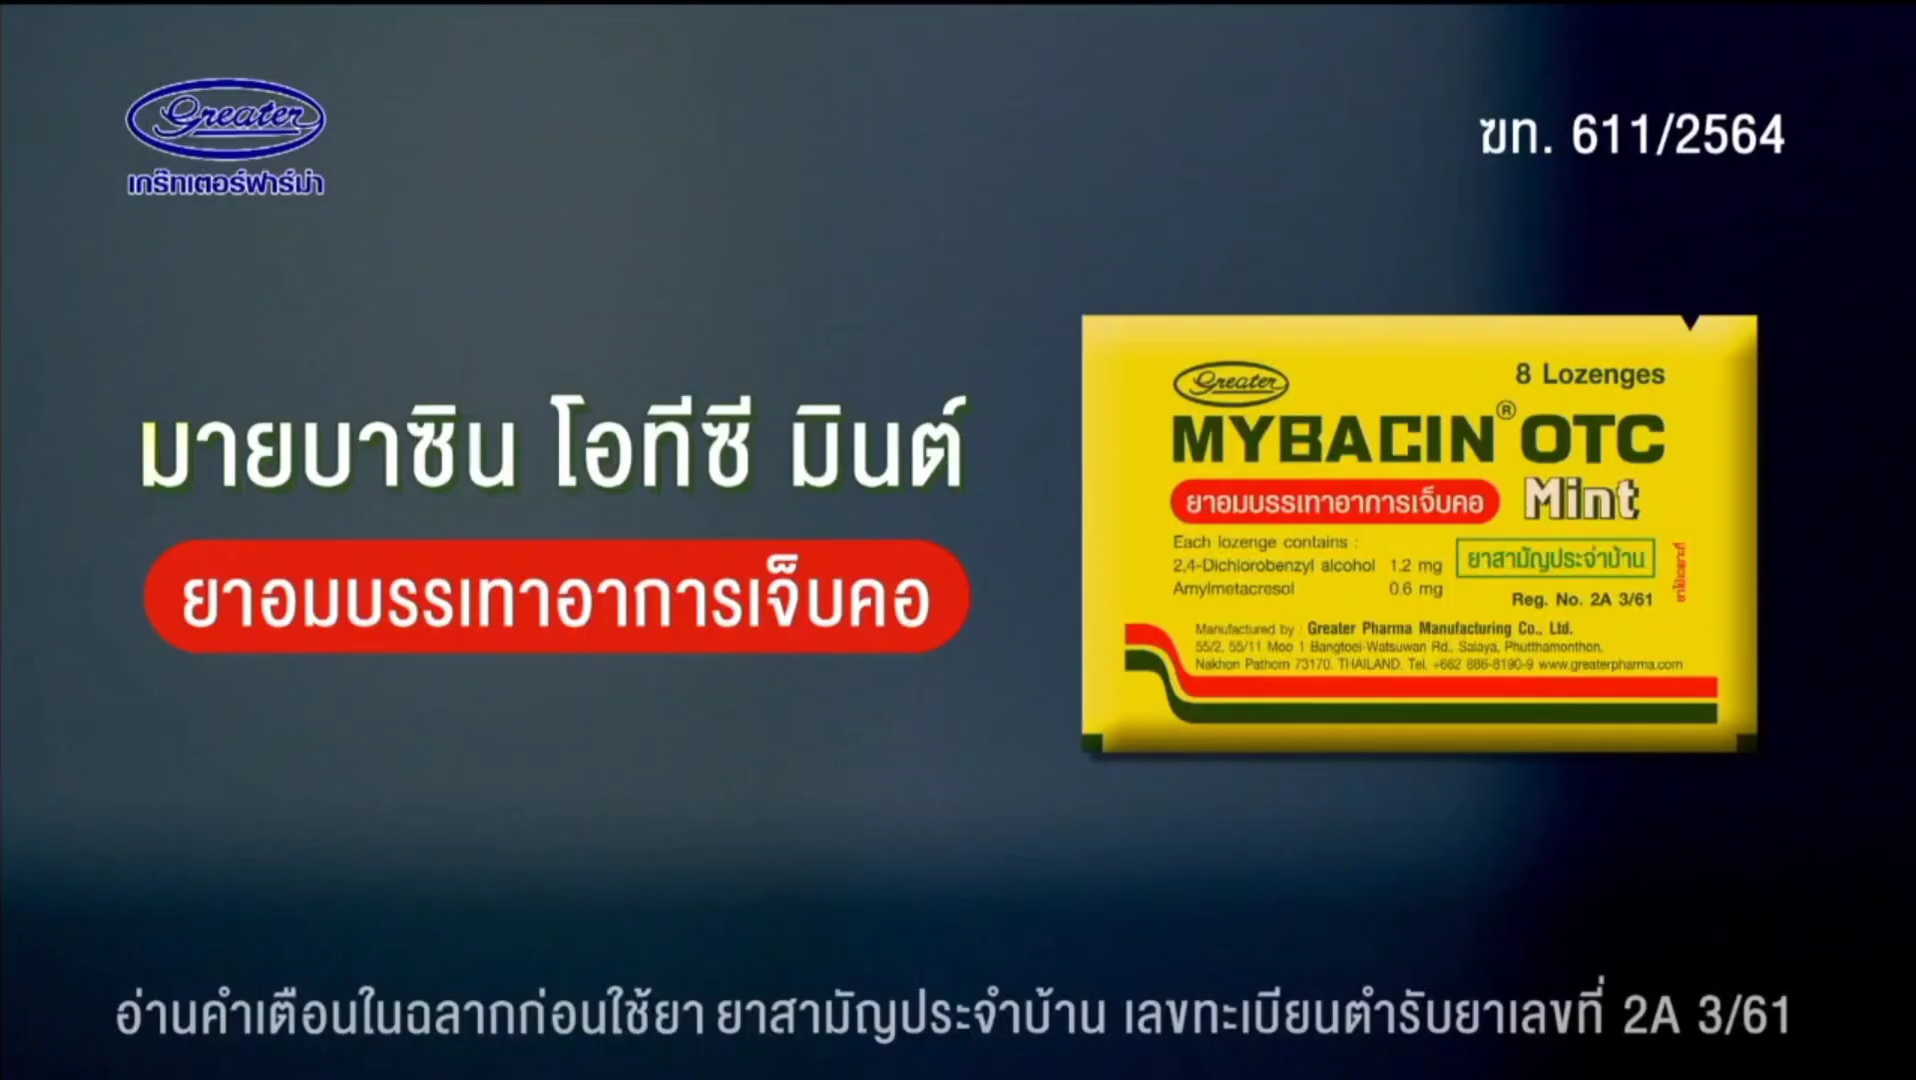 Greater
เกร๊ทเตอร์ฟาร์ม่า
ฆท. 611/2564
มายบาซิน โอทีซี มินต์
ยาอมบรรเทาอาการเจ็บคอ
Greater
8 Lozenges
MYBACIN® OTC
ยาอมบรรเทาอาการเจ็บคอ Mint
Each lozenge contains :
2,4-Dichlorobenzyl alcohol 1.2 mg
Amylmetacresol 0.6 mg
ยาสามัญประจำบ้าน
Reg. No. 2A 3/61
ยาใช้เฉพาะที่
Manufactured by : Greater Pharma Manufacturing Co., Ltd.
55/2, 55/11 Moo 1 Bangtoei-Watsuwan Rd., Salaya, Phutthamonthon,
Nakhon Pathom 73170, THAILAND. Tel. +662 886-8190-9 www.greaterpharma.com
อ่านคำเตือนในฉลากก่อนใช้ยา ยาสามัญประจำบ้าน เลขทะเบียนตำรับยาเลขที่ 2A 3/61